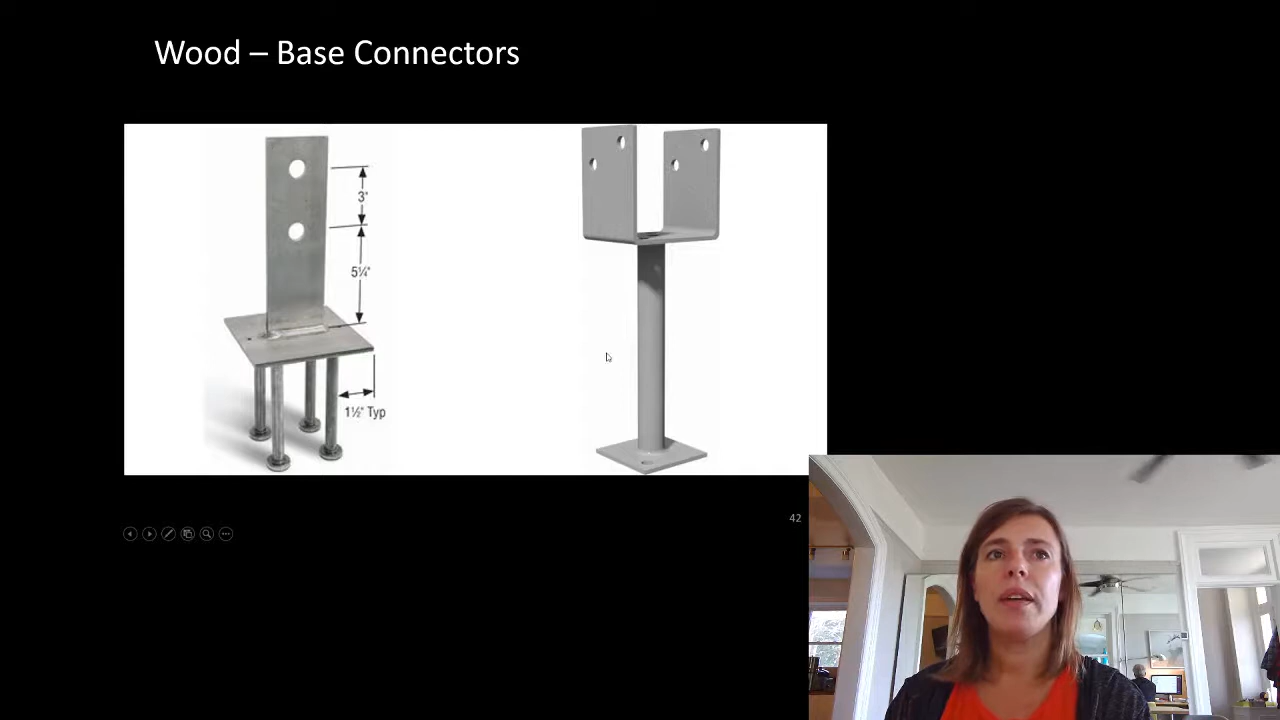 Wood – Base Connectors
3"
5¼"
1½" Typ
42